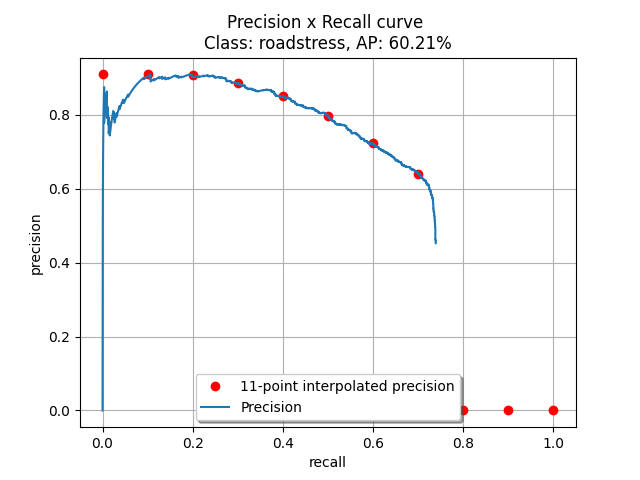 Precision x Recall curve
Class: roadstress, AP: 60.21%
precision
0.8
0.6
0.4
0.2
0.0
11-point interpolated precision
Precision
0.0 0.2 0.4 0.6 0.8 1.0
recall